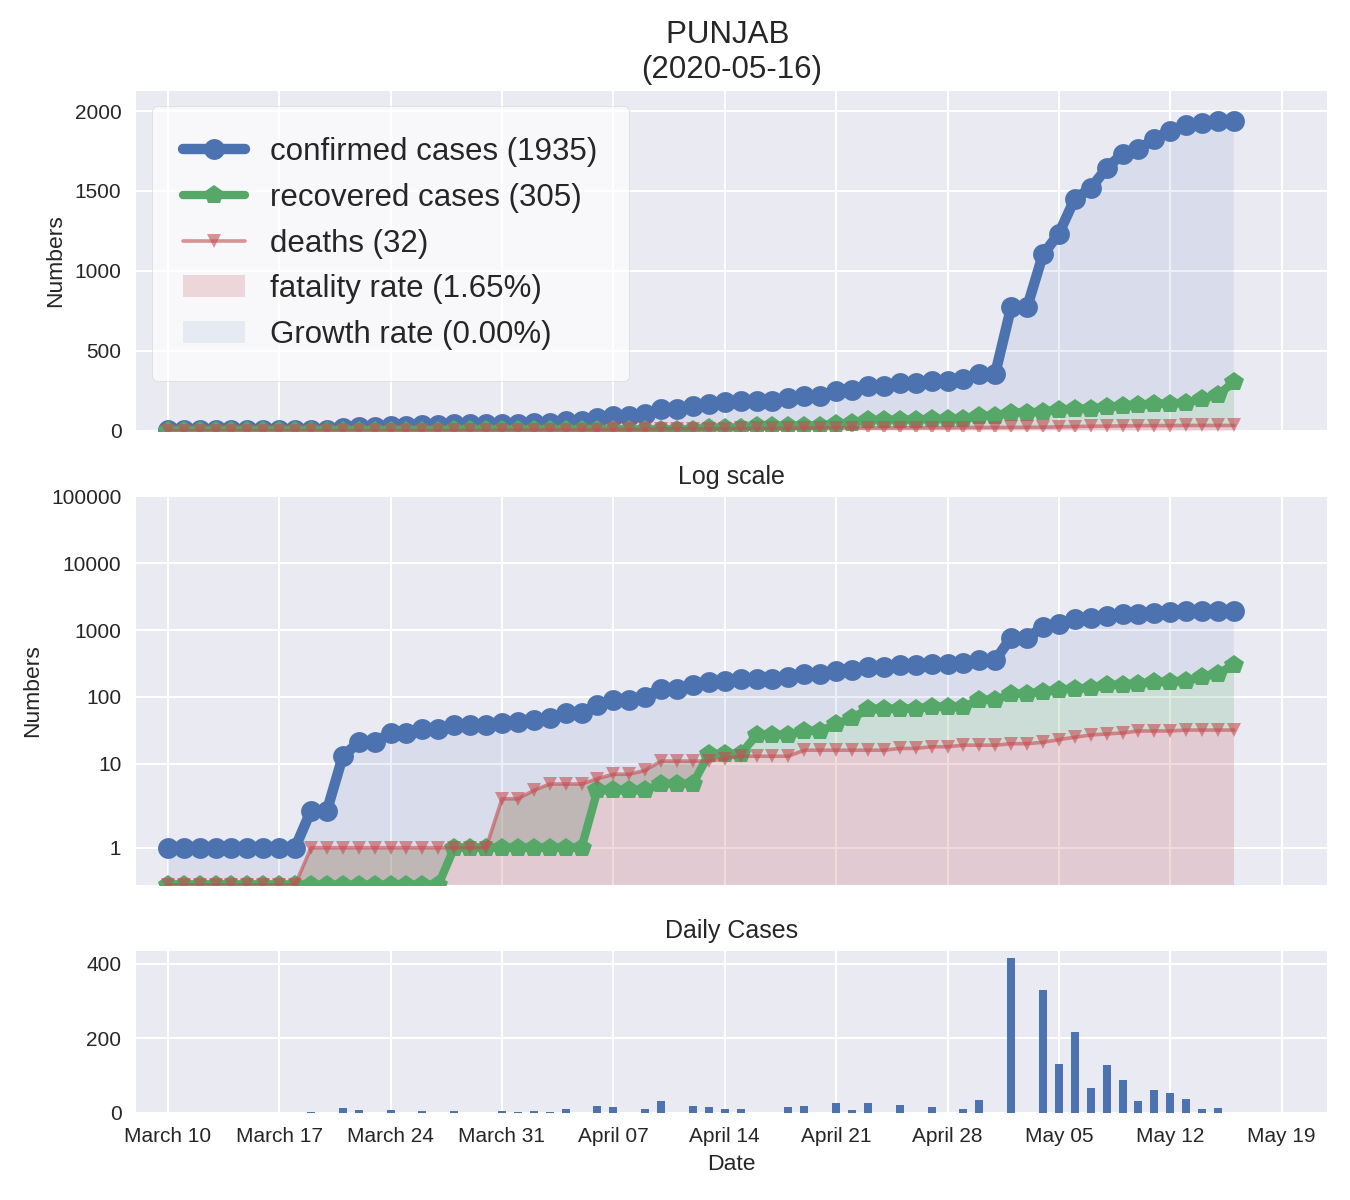 PUNJAB
(2020-05-16)
2000
1500
1000
500
0
Numbers
confirmed cases (1935)
recovered cases (305)
deaths (32)
fatality rate (1.65%)
Growth rate (0.00%)
Log scale
100000
10000
1000
100
10
1
Numbers
Daily Cases
400
200
0
March 10 March 17 March 24 March 31 April 07 April 14 April 21 April 28 May 05 May 12 May 19
Date